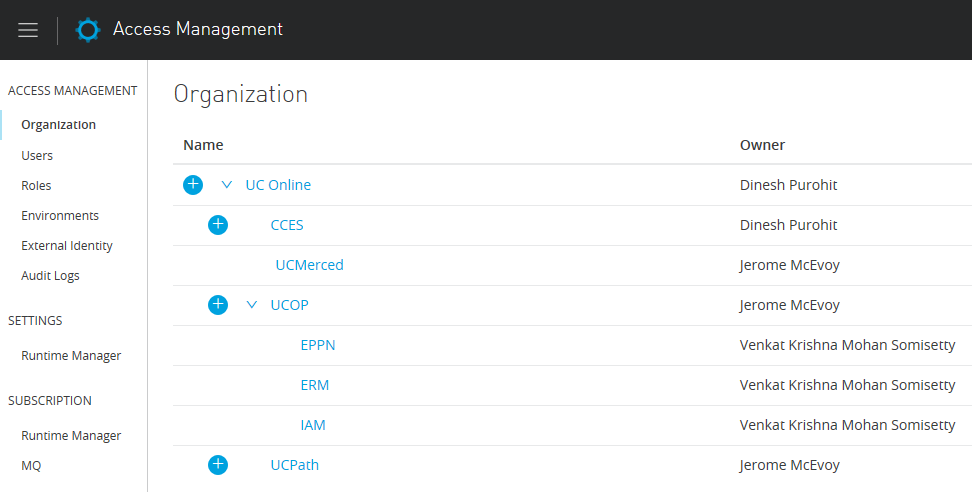 Access Management
ACCESS MANAGEMENT
Organization
Users
Roles
Environments
External Identity
Audit Logs
SETTINGS
Runtime Manager
SUBSCRIPTION
Runtime Manager
MQ
Organization
Name Owner
UC Online Dinesh Purohit
CCES Dinesh Purohit
UCMerced Jerome McEvoy
UCOP Jerome McEvoy
EPPN Venkat Krishna Mohan Somisetty
ERM Venkat Krishna Mohan Somisetty
IAM Venkat Krishna Mohan Somisetty
UCPath Jerome McEvoy